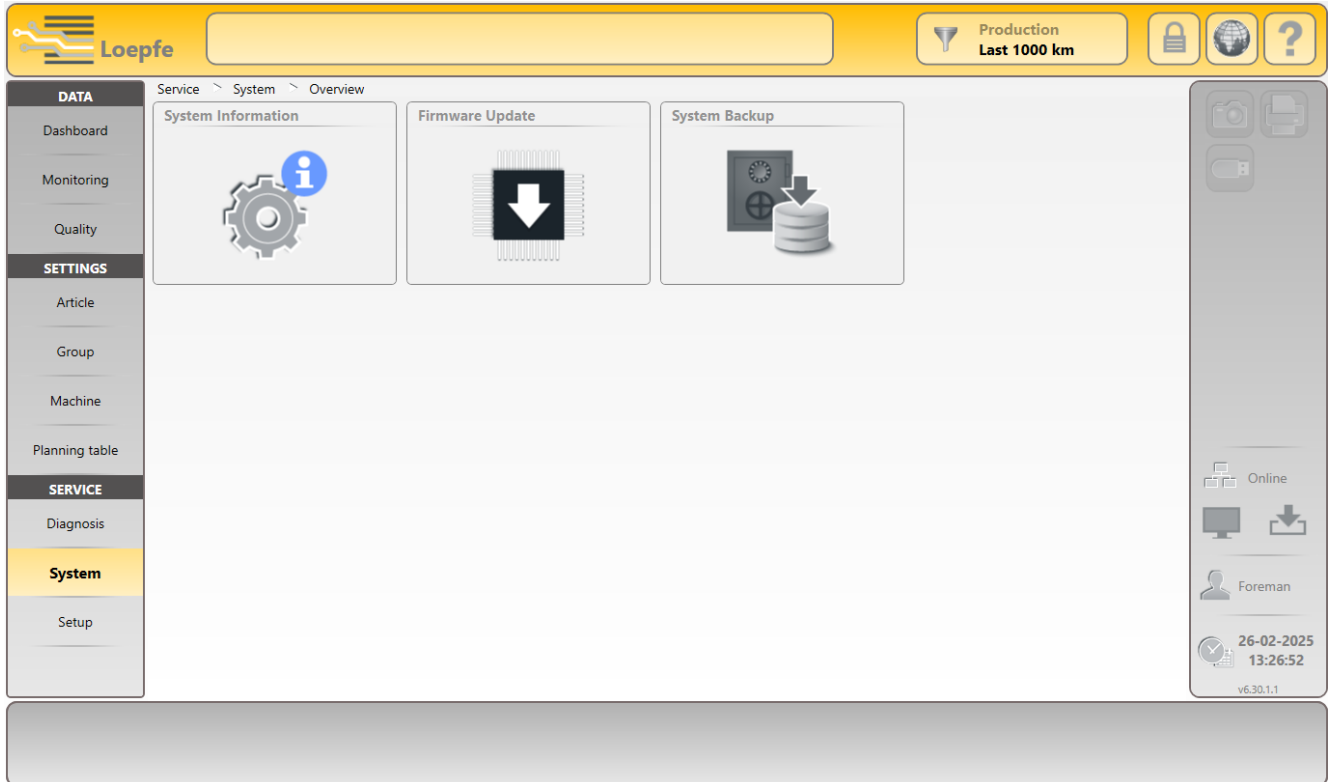 Loepfe
Production
Last 1000 km
?
DATA
Dashboard
Monitoring
Quality
SETTINGS
Article
Group
Machine
Planning table
SERVICE
Diagnosis
System
Setup
Service > System > Overview
System Information
i
Firmware Update
System Backup
Online
Foreman
26-02-2025
13:26:52
v6.30.1.1